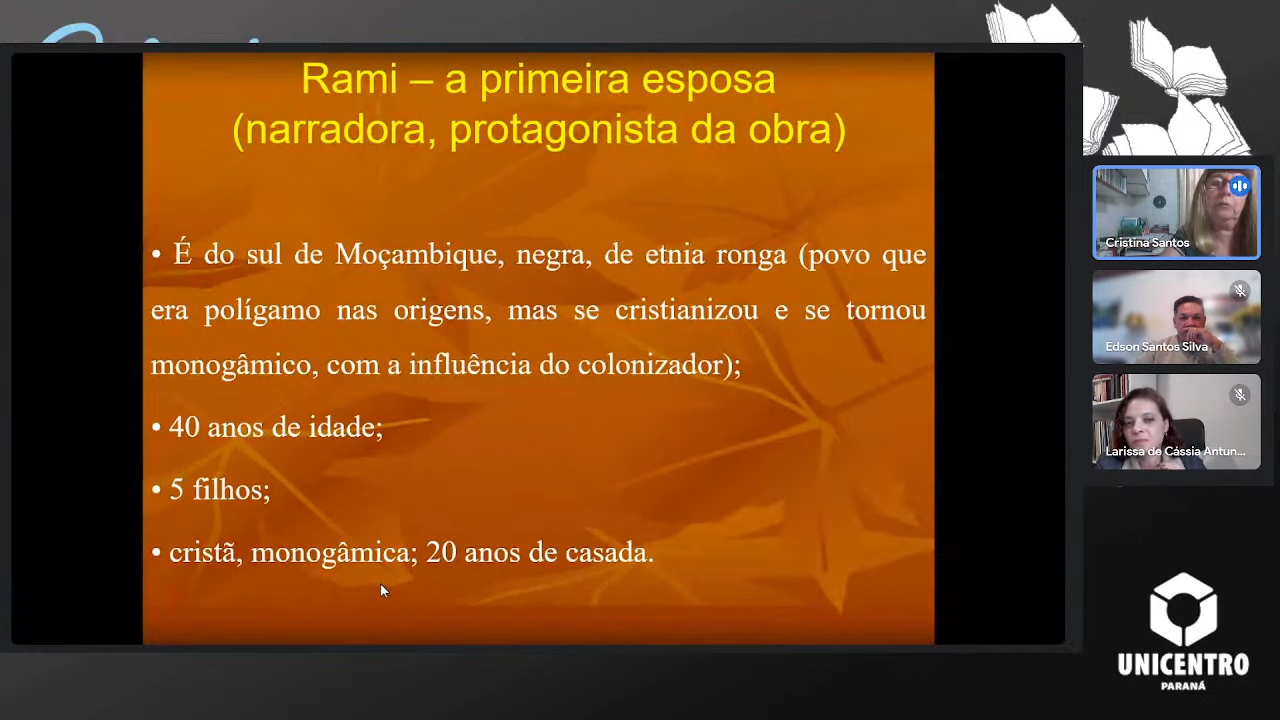 Rami – a primeira esposa
(narradora, protagonista da obra)
• É do sul de Moçambique, negra, de etnia ronga (povo que
era polígamo nas origens, mas se cristianizou e se tornou
monogâmico, com a influência do colonizador);
• 40 anos de idade;
• 5 filhos;
• cristã, monogâmica; 20 anos de casada.
Cristina Santos
Edson Santos Silva
Larissa de Cássia Antun...
UNICENTRO
PARANÁ